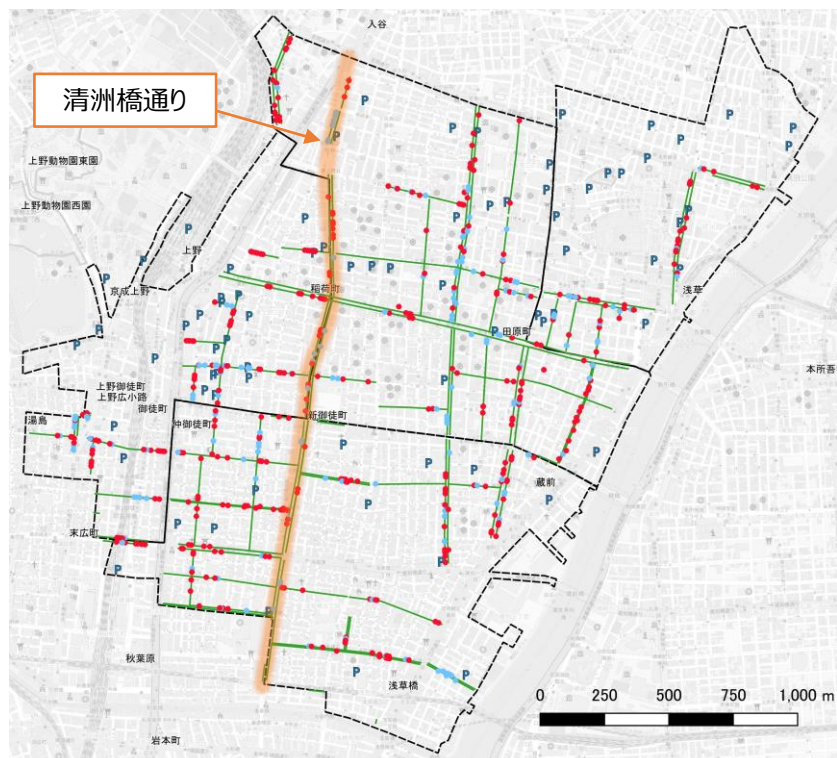 入谷
清洲橋通り
上野動物園東園
上野動物園西園
上野
京成上野
稲荷町
浅草
田原町
本所吾
上野御徒町
上野広小路
御徒町
湯島
仲御徒町
新御徒町
蔵前
末広町
秋葉原
浅草橋
岩本町
0 250 500 750 1,000 m
P